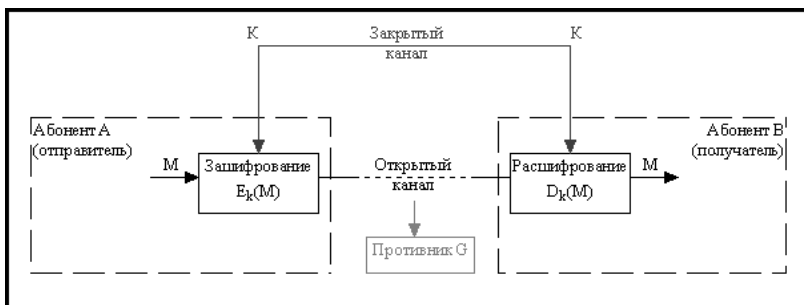 К Закрытый К
канал
Абонент А
(отправитель)
Абонент В
(получатель)
М
Зашифрование
Ek(M)
Открытый
канал
Расшифрование
Dk(M)
М
Противник G